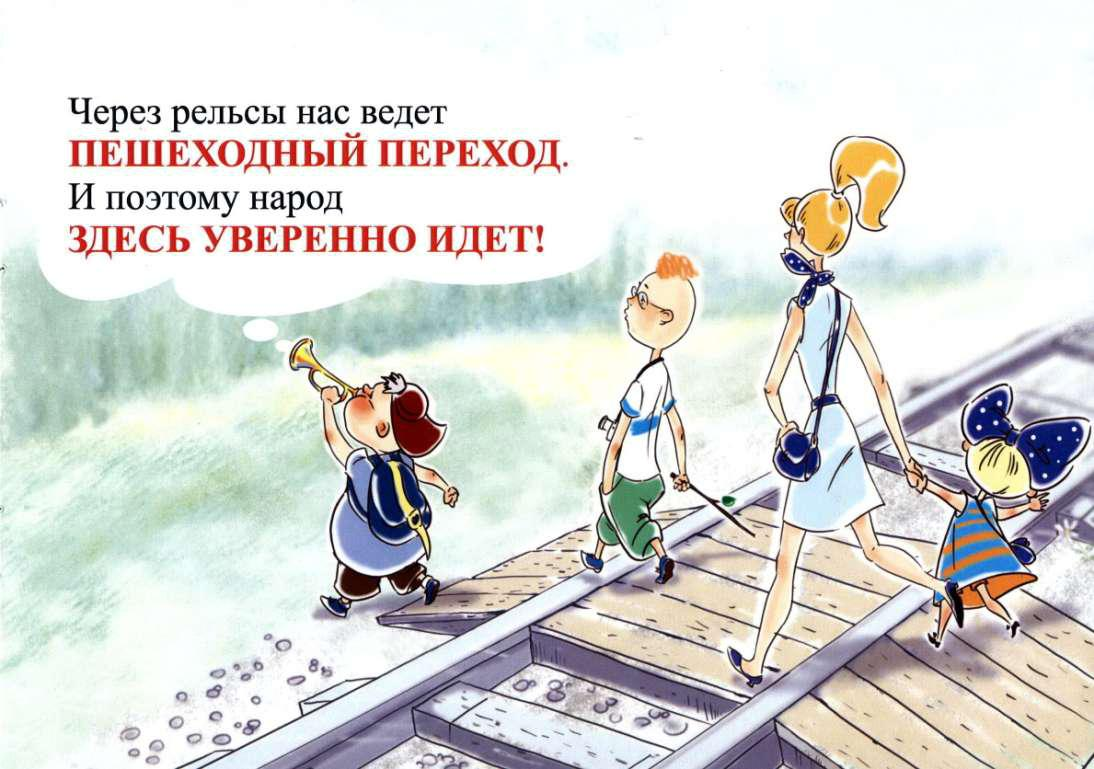 Через рельсы нас ведет
ПЕШЕХОДНЫЙ ПЕРЕХОД.
И поэтому народ
ЗДЕСЬ УВЕРЕННО ИДЕТ!